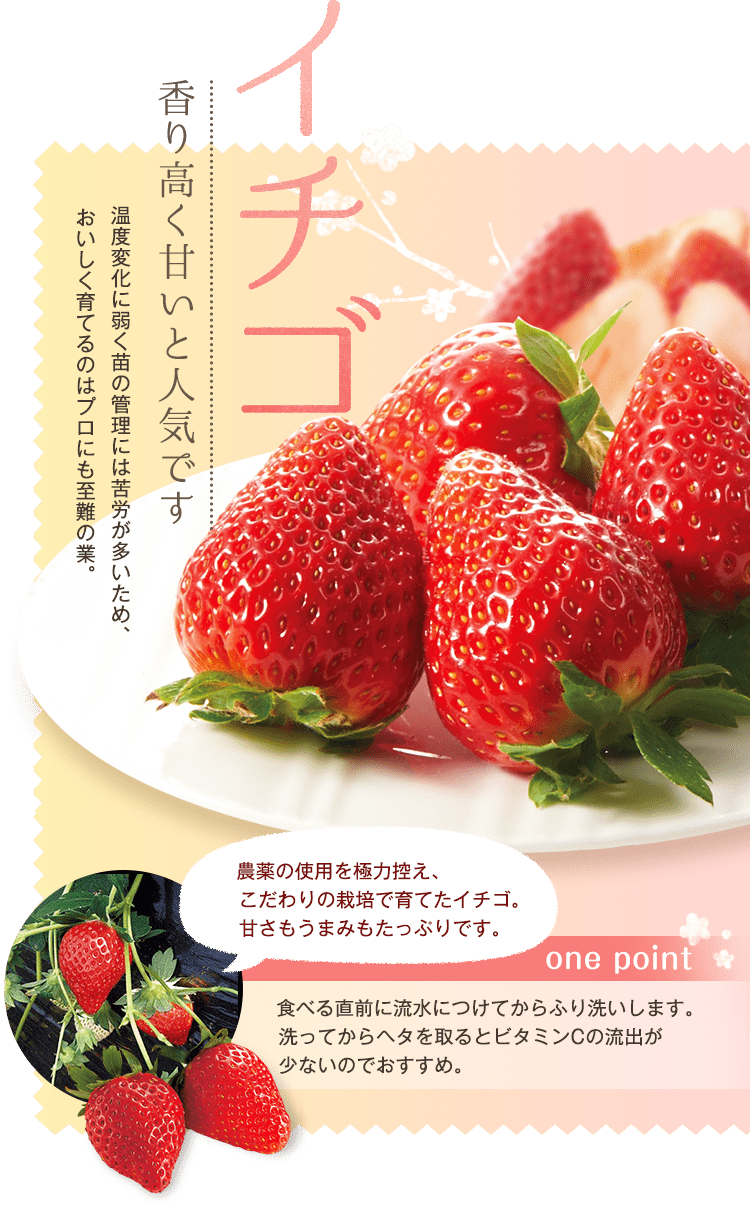 イチゴ
香り高く甘いと人気です
温度変化に弱く苗の管理には苦労が多いため、
おいしく育てるのはプロにも至難の業。
農薬の使用を極力控え、
こだわりの栽培で育てたイチゴ。
甘さもうまみもたっぷりです。
one point
食べる直前に流水につけてからふり洗いします。
洗ってからヘタを取るとビタミンCの流出が
少ないのでおすすめ。